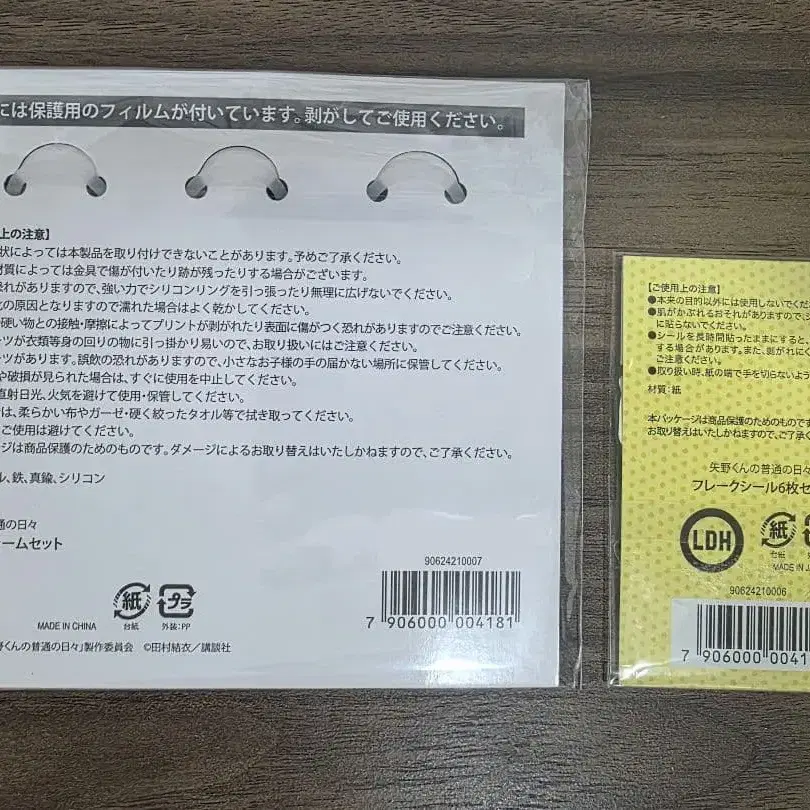 には保護用のフィルムが付いています。剥がしてご使用ください。
上の注意】
状によっては本製品を取り付けできないことがあります。予めご了承ください。
材質によっては金具で傷が付いたり跡が残ったりする場合がございます。
恐れがありますので、強い力でシリコンリングを引っ張ったり無理に広げないでください。
の原因となりますので濡れた場合はよく乾かしてください。
硬い物との接触・摩擦によってプリントが剥がれたり表面に傷がつく恐れがありますのでご注意ください。
ーツが衣類等身の回りの物に引っ掛かり易いので、お取り扱いにはご注意ください。
ーツがあります。誤飲の恐れがありますので、小さなお子様の手の届かない場所に保管してください。
や破損が見られた場合は、すぐに使用を中止してください。
直射日光、火気を避けて使用・保管してください。
は、柔らかい布やガーゼ・硬く絞ったタオル等で拭き取ってください。
ご使用は避けてください。
ージは商品保護のためのものです。ダメージによるお取り替えはいたしかねますので、ご了承ください。
ル、鉄、真鍮、シリコン
通の日々
ームセット
MADE IN CHINA
紙
台紙
プラ
外装:PP
90624210007
7 906000 004181
矢野くんの普通の日々」製作委員会 ©田村結衣/講談社
【ご使用上の注意】
●本来の目的以外には使用しないでくだ
●肌がかぶれるおそれがありますので、シ
に貼らないでください。
●シールを長時間貼ったままにすると、
する場合があります。また、剥がれにく
ご注意ください。
●取り扱い時、紙の端で手を切らないよう
材質:紙
本パッケージは商品保護のためのものです
お取り替えはいたしかねますので、ご了承く
矢野くんの普通の日々
フレークシール6枚セ
LDH
紙
台紙
MADE IN J
90624210006
7 906000 0041